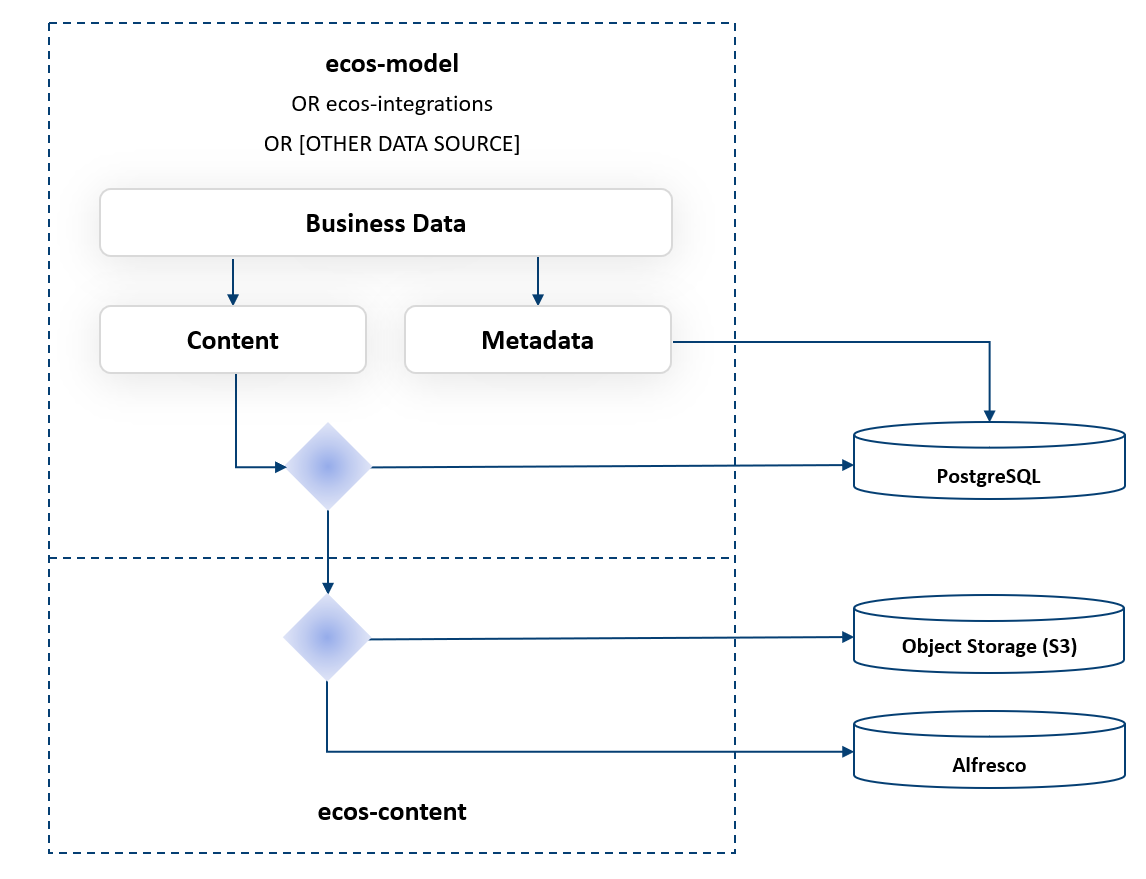 ecos-model
OR ecos-integrations
OR [OTHER DATA SOURCE]
Business Data
Content
Metadada
PostgreSQL
Object Storage (S3)
Alfresco
ecos-content